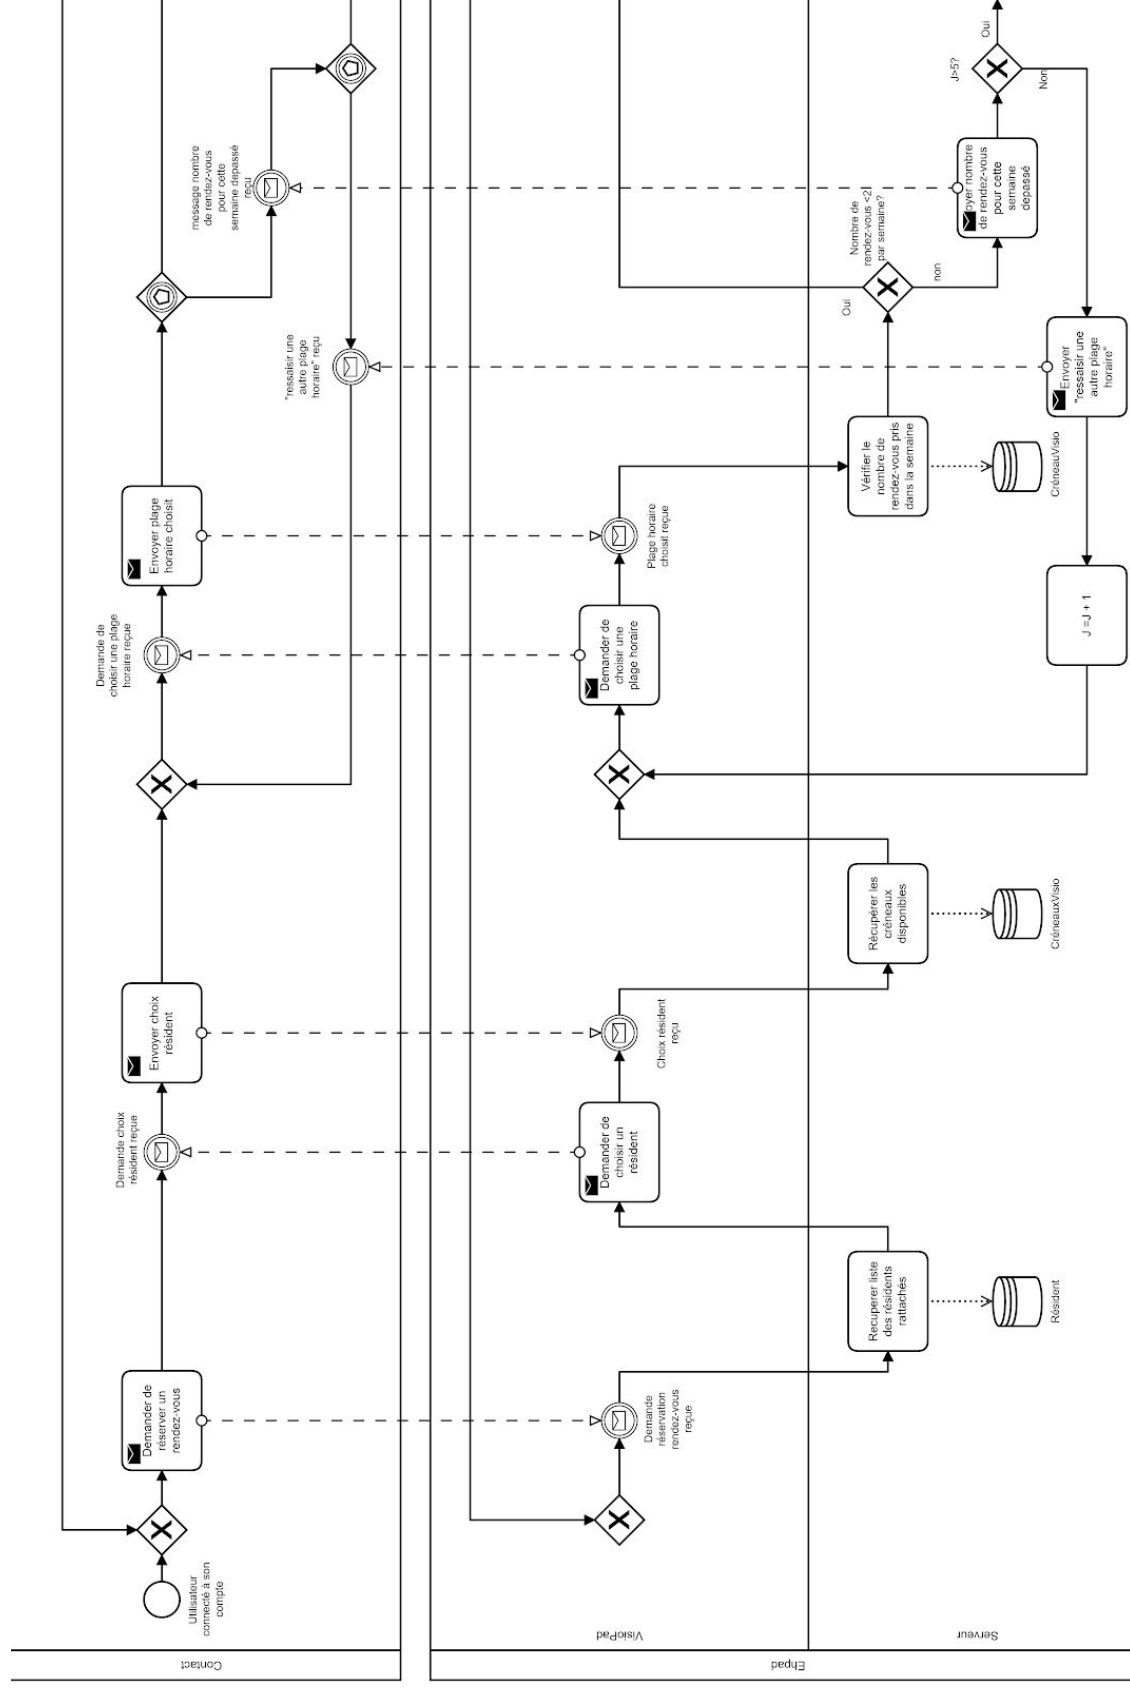 Contact
Utilisateur
connecté à son
compte
Demander de
réserver un
rendez-vous
Demande choix
résident reçue
Envoyer choix
résident
Demande de
choisir une plage
horaire reçue
Envoyer plage
horaire choisit
"ressaisir une
autre plage
horaire" reçu
message nombre
de rendez-vous
pour cette
semaine depassé
reçu
Ehpad
VisioPad
Demande
réservation
rendez-vous
reçue
Demander de
choisir un
résident
Choix résident
reçu
Demander de
choisir une
plage horaire
Plage horaire
choisit reçue
Serveur
Recuperer liste
des résidents
rattachés
Résident
Récupérer les
créneaux
disponibles
CréneauxVisio
Vérifier le
nombre de
rendez-vous pris
dans la semaine
CréneauVisio
Nombre de
rendez-vous <2
par semaine?
Oui
non
oyer nombre
de rendez-vous
pour cette
semaine
depassé
J>5?
Oui
Non
Envoyer
"ressaisir une
autre plage
horaire"
J =J + 1